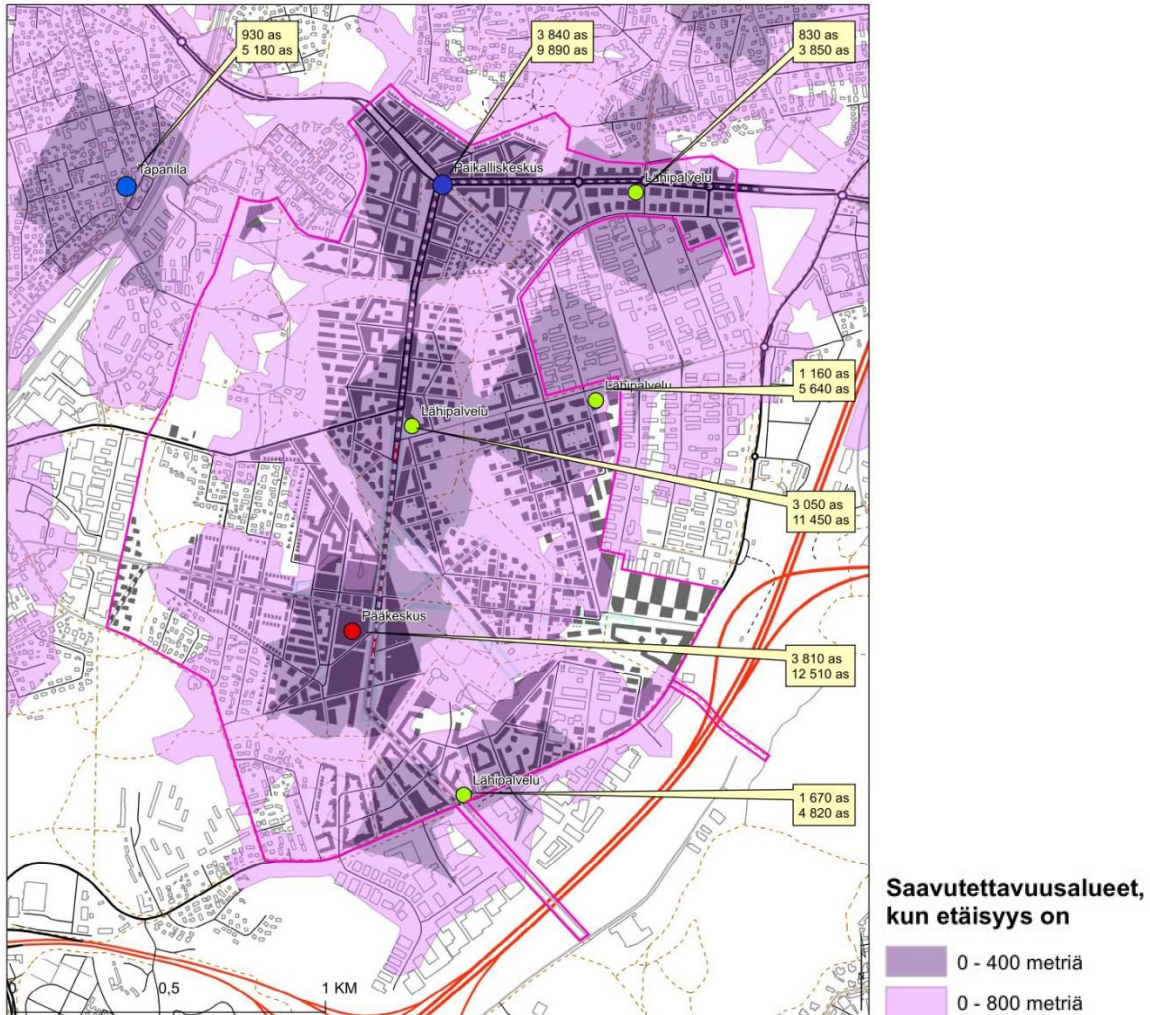 930 as
5 180 as
3 840 as
9 890 as
830 as
3 850 as
Tapanila
Paikalliskeskus
Lähipalvelu
1 160 as
5 640 as
Lähipalvelu
Lähipalvelu
3 050 as
11 450 as
Pääkeskus
3 810 as
12 510 as
Lähipalvelu
1 670 as
4 820 as
0
0,5
1 KM
Saavutettavuusalueet,
kun etäisyys on
0 - 400 metriä
0 - 800 metriä